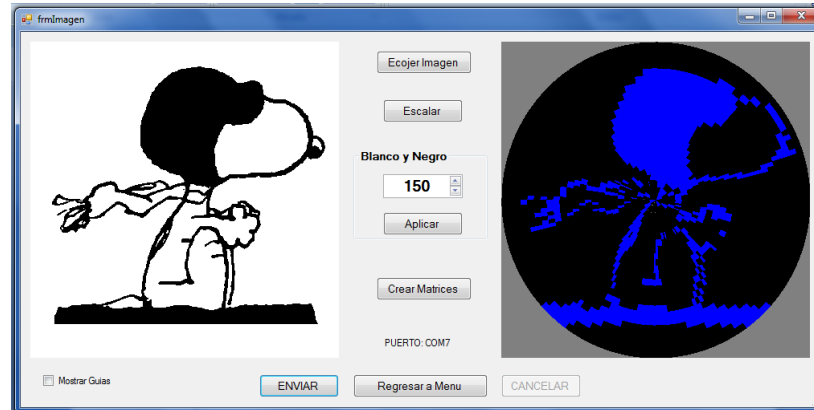 frmImagen
Ecojer Imagen
Escalar
Blanco y Negro
150
Aplicar
Crear Matrices
PUERTO: COM7
Mostrar Guias
ENVIAR
Regresar a Menu
CANCELAR